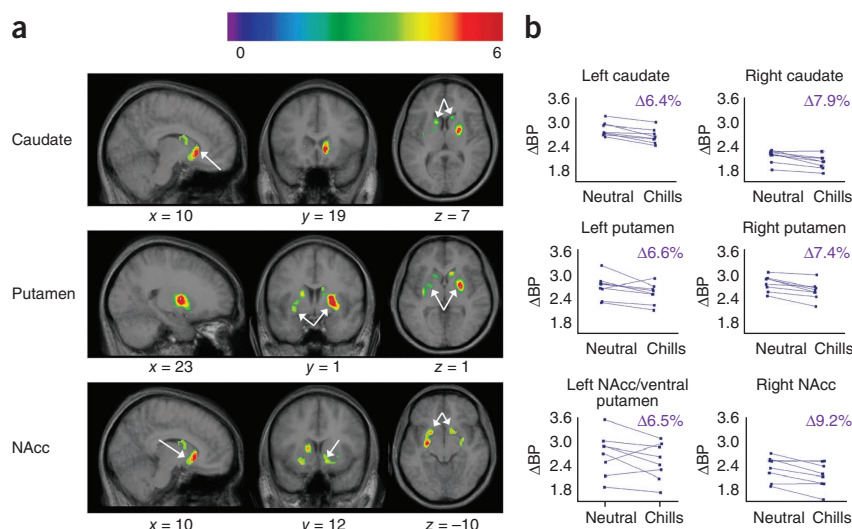 a
0
6
Caudate
x = 10
y = 19
z = 7
Putamen
x = 23
y = 1
z = 1
NAcc
x = 10
y = 12
z = –10
b
Left caudate
Δ6.4%
3.6
3.0
2.4
1.8
ΔBP
Neutral Chills
Right caudate
Δ7.9%
3.6
3.0
2.4
1.8
ΔBP
Neutral Chills
Left putamen
Δ6.6%
3.6
3.0
2.4
1.8
ΔBP
Neutral Chills
Right putamen
Δ7.4%
3.6
3.0
2.4
1.8
ΔBP
Neutral Chills
Left NAcc/ventral
putamen
Δ6.5%
3.6
3.0
2.4
1.8
ΔBP
Neutral Chills
Right NAcc
Δ9.2%
3.6
3.0
2.4
1.8
ΔBP
Neutral Chills